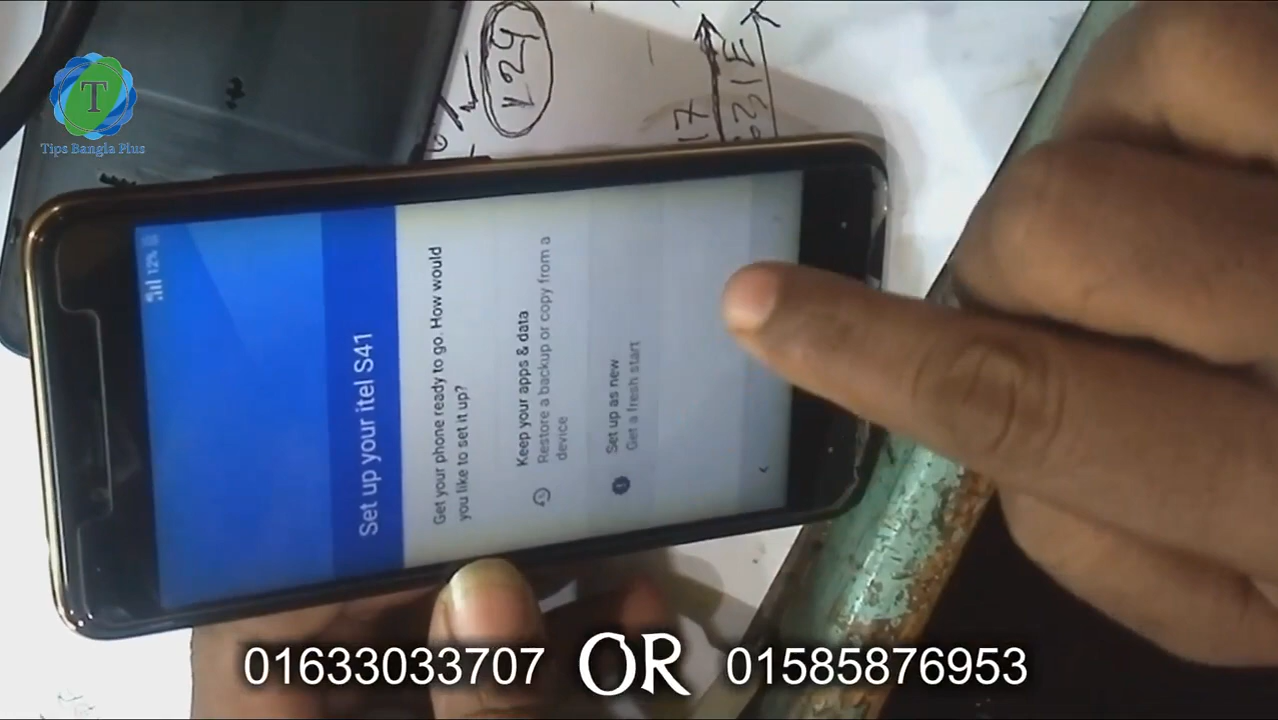 T
Tips Bangla Plus
12%
Set up your itel S41
Get your phone ready to go. How would
you like to set it up?
Keep your apps & data
Restore a backup or copy from a
device
Set up as new
Get a fresh start
01633033707 OR 01585876953